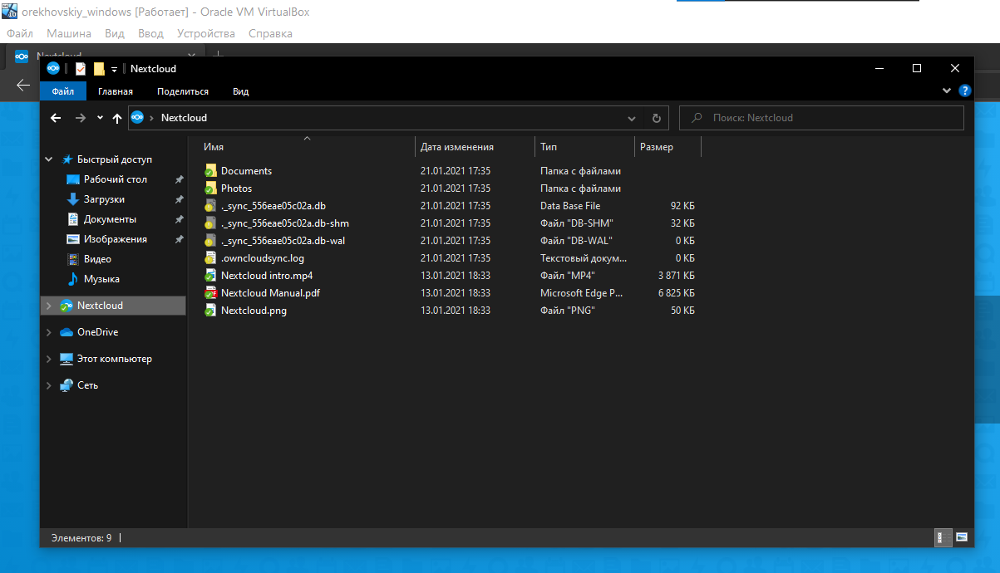 orekhovskiy_windows [Работает] - Oracle VM VirtualBox
Файл Машина Вид Ввод Устройства Справка
Nextcloud
Nextcloud
Файл Главная Поделиться Вид
Nextcloud
Поиск: Nextcloud
Имя Дата изменения Тип Размер
Быстрый доступ
Рабочий стол
Загрузки
Документы
Изображения
Видео
Музыка
Nextcloud
OneDrive
Этот компьютер
Сеть
Documents 21.01.2021 17:35 Папка с файлами
Photos 21.01.2021 17:35 Папка с файлами
._sync_556eae05c02a.db 21.01.2021 17:35 Data Base File 92 КБ
._sync_556eae05c02a.db-shm 21.01.2021 17:35 Файл "DB-SHM" 32 КБ
._sync_556eae05c02a.db-wal 21.01.2021 17:35 Файл "DB-WAL" 0 КБ
.owncloudsync.log 21.01.2021 17:35 Текстовый докум... 0 КБ
Nextcloud intro.mp4 13.01.2021 18:33 Файл "MP4" 3 871 КБ
Nextcloud Manual.pdf 13.01.2021 18:33 Microsoft Edge P... 6 825 КБ
Nextcloud.png 13.01.2021 18:33 Файл "PNG" 50 КБ
Элементов: 9